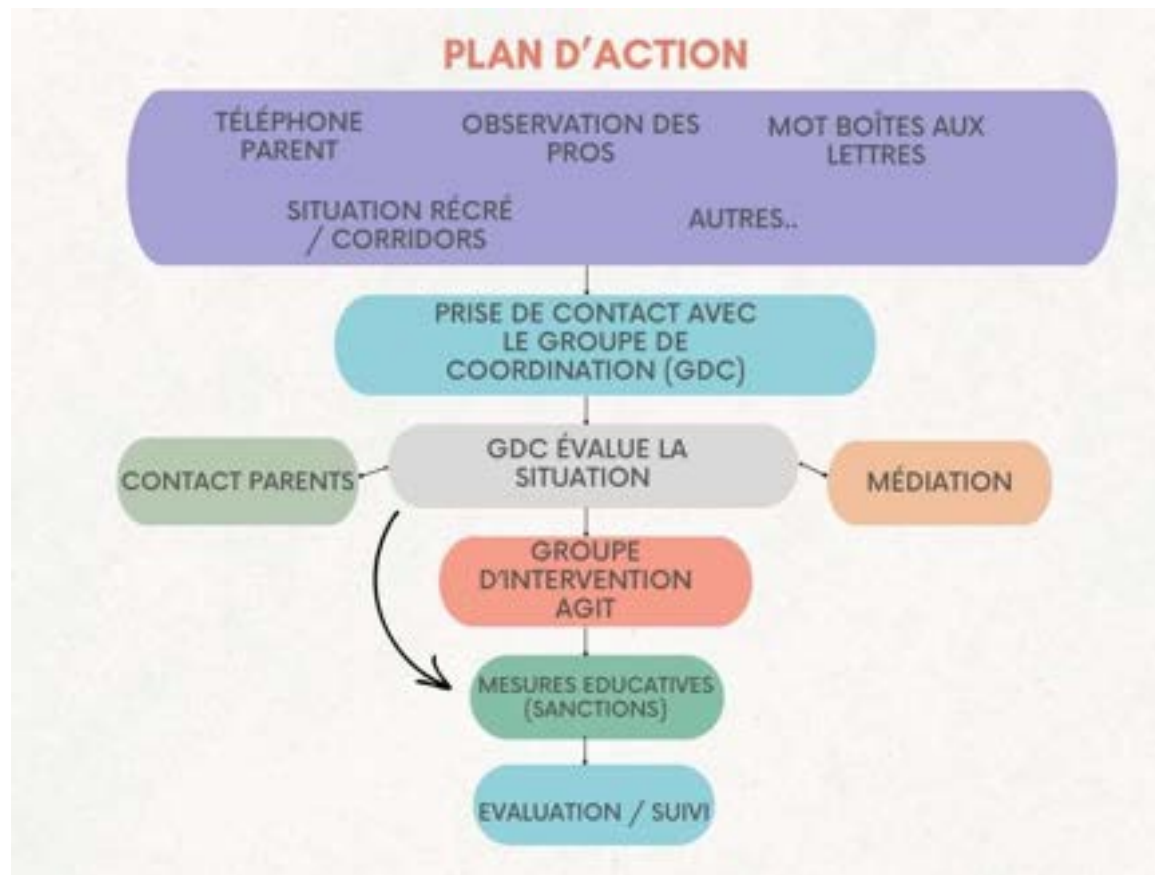 PLAN D'ACTION
TÉLÉPHONE
PARENT
OBSERVATION DES
PROS
MOT BOÎTES AUX
LETTRES
SITUATION RÉCRÉ
/ CORRIDORS
AUTRES..
PRISE DE CONTACT AVEC
LE GROUPE DE
COORDINATION (GDC)
GDC ÉVALUE LA
SITUATION
CONTACT PARENTS
MÉDIATION
GROUPE
D'INTERVENTION
AGIT
MESURES EDUCATIVES
(SANCTIONS)
EVALUATION / SUIVI